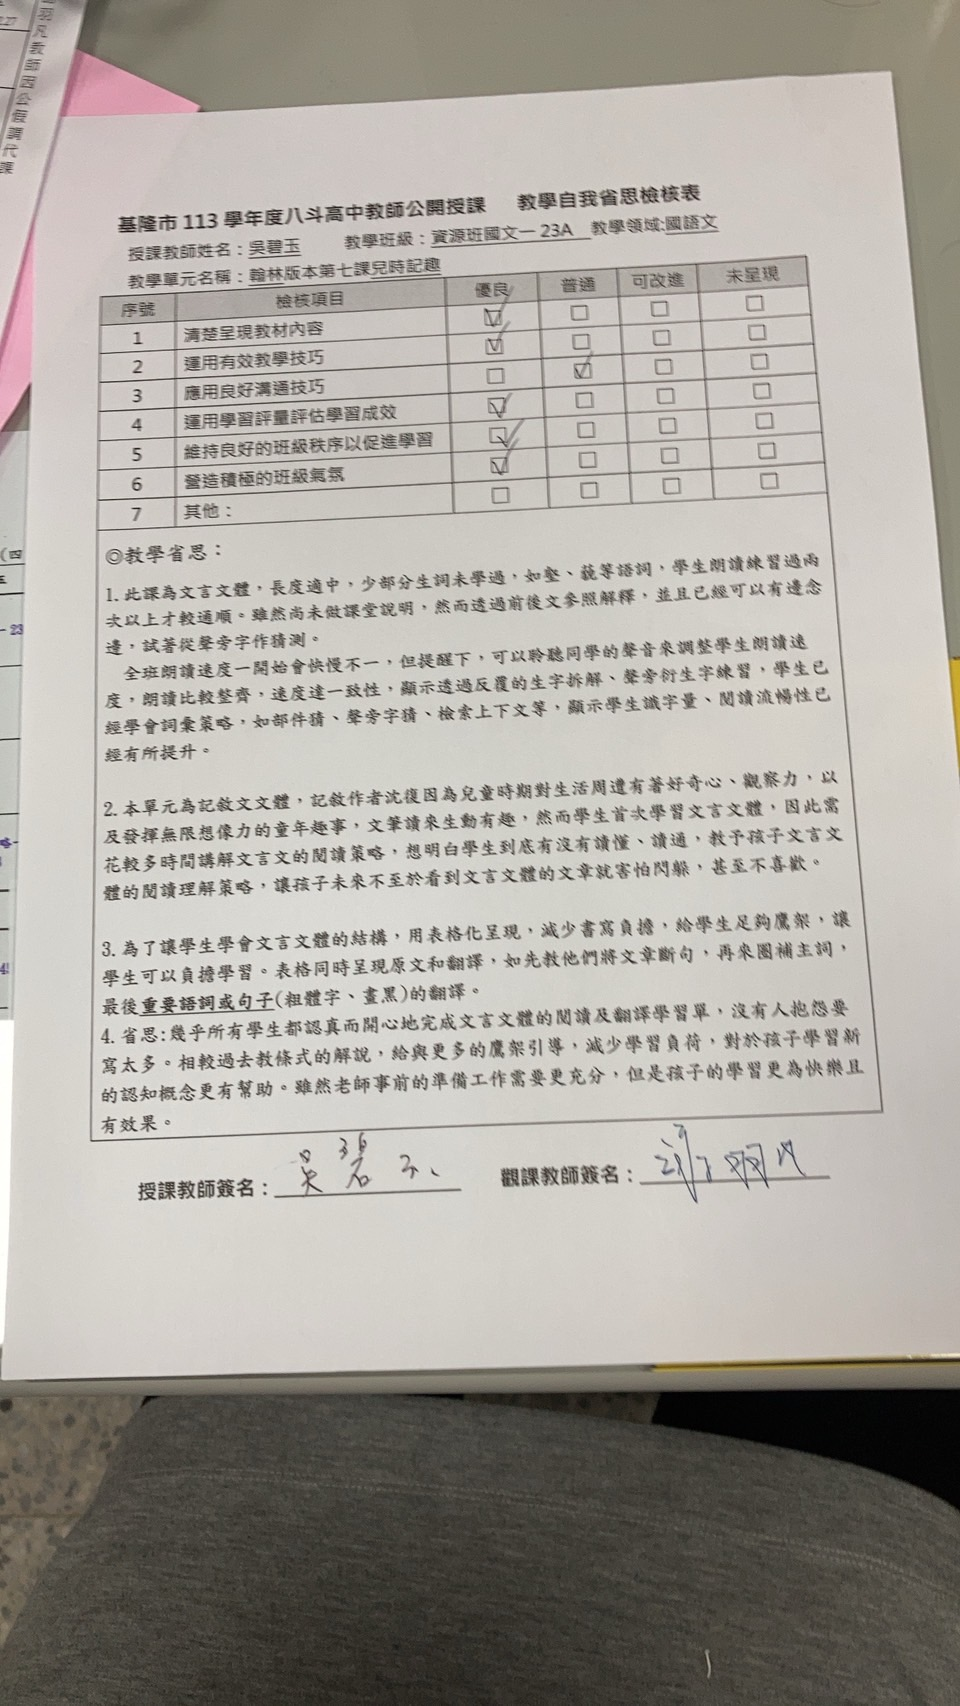 羽凡教師因公假調代課
基隆市 113 學年度八斗高中教師公開授課 教學自我省思檢核表
授課教師姓名：吳碧玉 教學班級：資源班國文一 23A 教學領域:國語文
教學單元名稱：翰林版本第七課兒時記趣
序號 檢核項目 優良 普通 可改進 未呈現
1 清楚呈現教材內容 ☑ ☐ ☐ ☐
2 運用有效教學技巧 ☑ ☐ ☐ ☐
3 應用良好溝通技巧 ☐ ☑ ☐ ☐
4 運用學習評量評估學習成效 ☑ ☐ ☐ ☐
5 維持良好的班級秩序以促進學習 ☑ ☐ ☐ ☐
6 營造積極的班級氣氛 ☑ ☐ ☐ ☐
7 其他： ☐ ☐ ☐ ☐
◎教學省思：
1. 此課為文言文體，長度適中，少部分生詞未學過，如壑、藐等語詞，學生朗讀練習過兩
次以上才較通順。雖然尚未做課堂說明，然而透過前後文參照解釋，並且已經可以有邊念
邊，試著從聲旁字作猜測。
全班朗讀速度一開始會快慢不一，但提醒下，可以聆聽同學的聲音來調整學生朗讀速
度，朗讀比較整齊，速度達一致性，顯示透過反覆的生字拆解、聲旁衍生字練習，學生已
經學會詞彙策略，如部件猜、聲旁字猜、檢索上下文等，顯示學生識字量、閱讀流暢性已
經有所提升。
2. 本單元為記敘文文體，記敘作者沈復因為兒童時期對生活周遭有著好奇心、觀察力，以
及發揮無限想像力的童年趣事，文筆讀來生動有趣，然而學生首次學習文言文體，因此需
花較多時間講解文言文的閱讀策略，想明白學生到底有沒有讀懂、讀通，教予孩子文言文
體的閱讀理解策略，讓孩子未來不至於看到文言文體的文章就害怕閃躲，甚至不喜歡。
3. 為了讓學生學會文言文體的結構，用表格化呈現，減少書寫負擔，給學生足夠鷹架，讓
學生可以負擔學習。表格同時呈現原文和翻譯，如先教他們將文章斷句，再來圈補主詞，
最後重要語詞或句子(粗體字、畫黑)的翻譯。
4. 省思:幾乎所有學生都認真而開心地完成文言文體的閱讀及翻譯學習單，沒有人抱怨要
寫太多。相較過去教條式的解說，給與更多的鷹架引導，減少學習負荷，對於孩子學習新
的認知概念更有幫助。雖然老師事前的準備工作需要更充分，但是孩子的學習更為快樂且
有效果。
授課教師簽名：吳碧玉 觀課教師簽名：